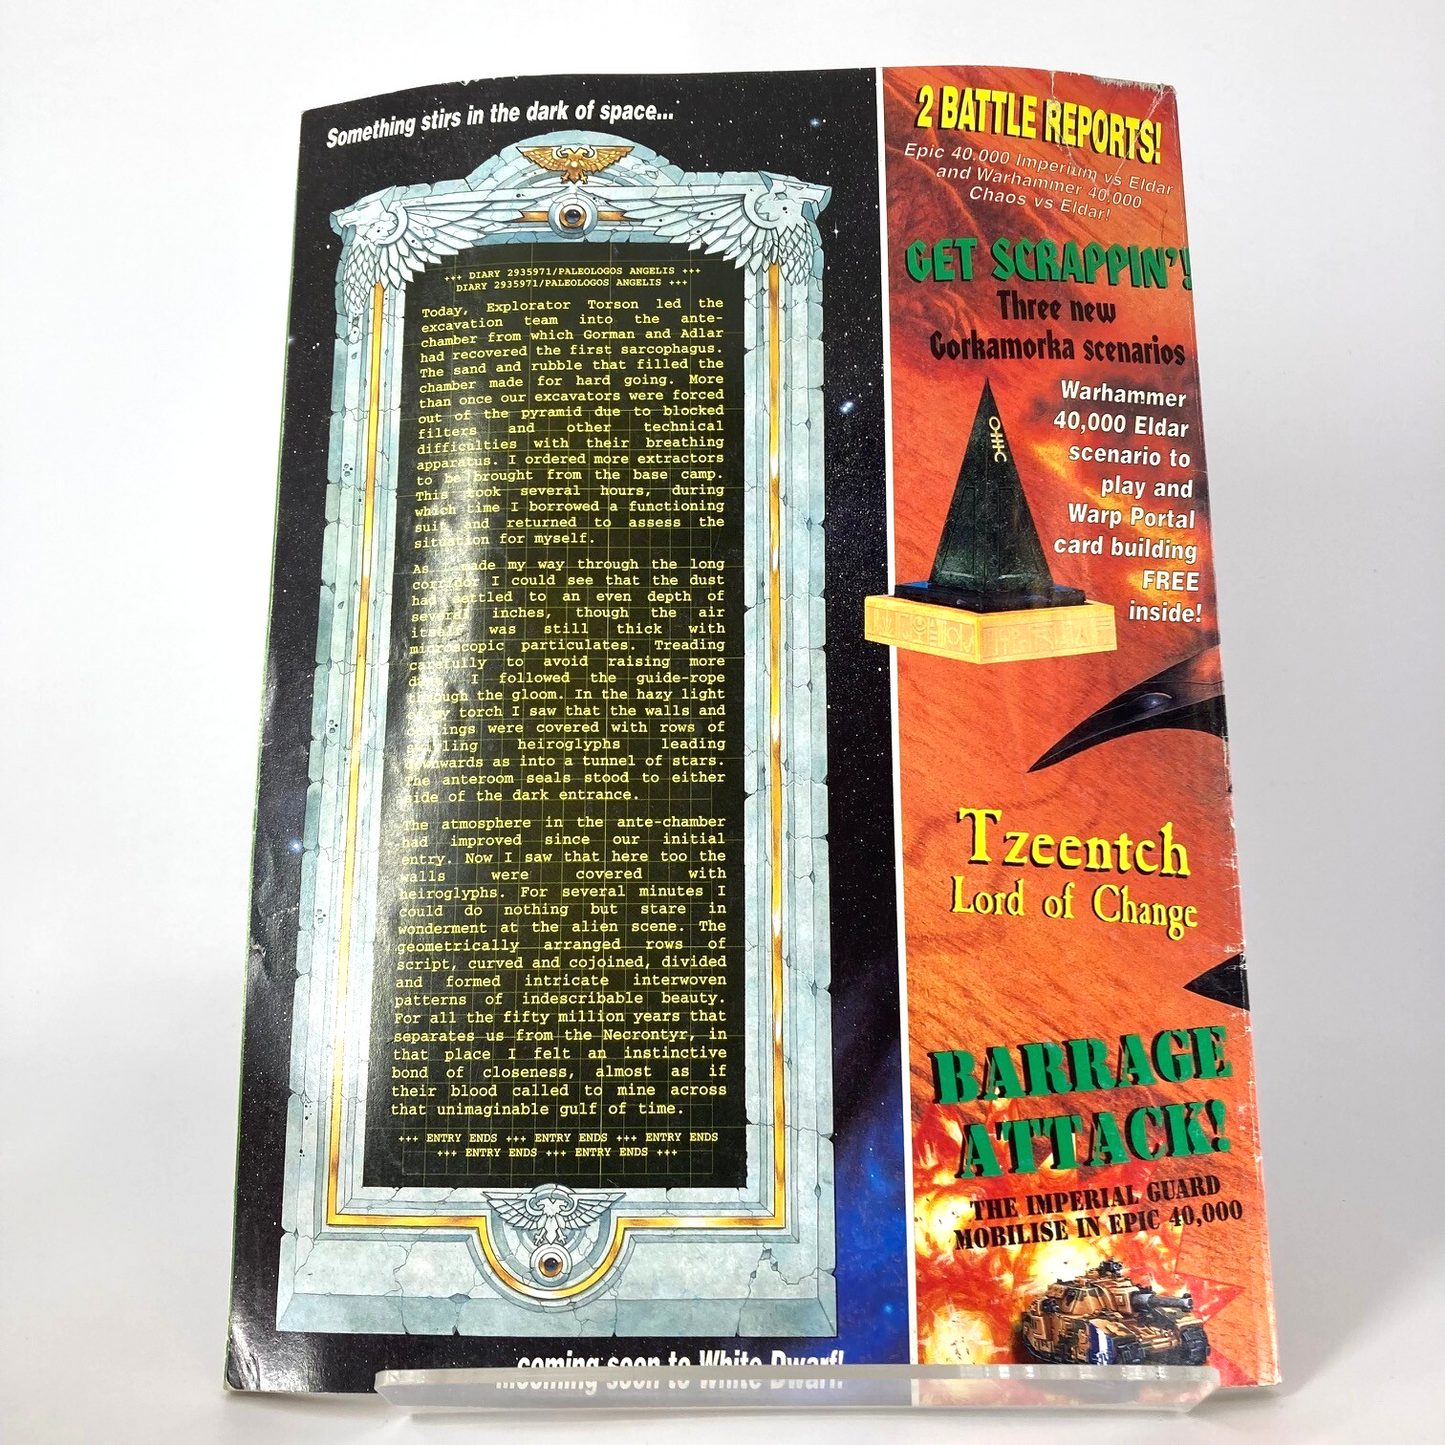 Something stirs in the dark of space...
+++ DIARY 2935971/PALEOLOGOS ANGELIS +++
DIARY 2935971/PALEOLOGOS ANGELIS +++
Today, Explorator Torson led the
excavation team into the ante-
chamber from which Gorman and Adlar
had recovered the first sarcophagus.
The sand and rubble that filled the
chamber made for hard going. More
than once our excavators were forced
out of the pyramid due to blocked
filters and other technical
difficulties with their breathing
apparatus. I ordered more extractors
to be brought from the base camp.
This took several hours, during
which time I borrowed a functioning
suit and returned to assess the
situation for myself.
As I made my way through the long
corridor I could see that the dust
had settled to an even depth of
several inches, though the air
itself was still thick with
microscopic particulates. Treading
carefully to avoid raising more
dust, I followed the guide-rope
through the gloom. In the hazy light
of my torch I saw that the walls and
ceilings were covered with rows of
spiralling heiroglyphs leading
downwards as into a tunnel of stars.
The anteroom seals stood to either
side of the dark entrance.
The atmosphere in the ante-chamber
had improved since our initial
entry. Now I saw that here too the
walls were covered with
heiroglyphs. For several minutes I
could do nothing but stare in
wonderment at the alien scene. The
geometrically arranged rows of
script, curved and cojoined, divided
and formed intricate interwoven
patterns of indescribable beauty.
For all the fifty million years that
separates us from the Necrontyr, in
that place I felt an instinctive
bond of closeness, almost as if
their blood called to mine across
that unimaginable gulf of time.
+++ ENTRY ENDS +++ ENTRY ENDS +++ ENTRY ENDS
+++ ENTRY ENDS +++ ENTRY ENDS +++
coming soon to White Dwarf!
2 BATTLE REPORTS!
Epic 40,000 Imperium vs Eldar
and Warhammer 40,000
Chaos vs Eldar!
GET SCRAPPIN'!
Three new
Gorkamorka scenarios
Warhammer
40,000 Eldar
scenario to
play and
Warp Portal
card building
FREE
inside!
Tzeentch
Lord of Change
BARRAGE
ATTACK!
THE IMPERIAL GUARD
MOBILISE IN EPIC 40,000